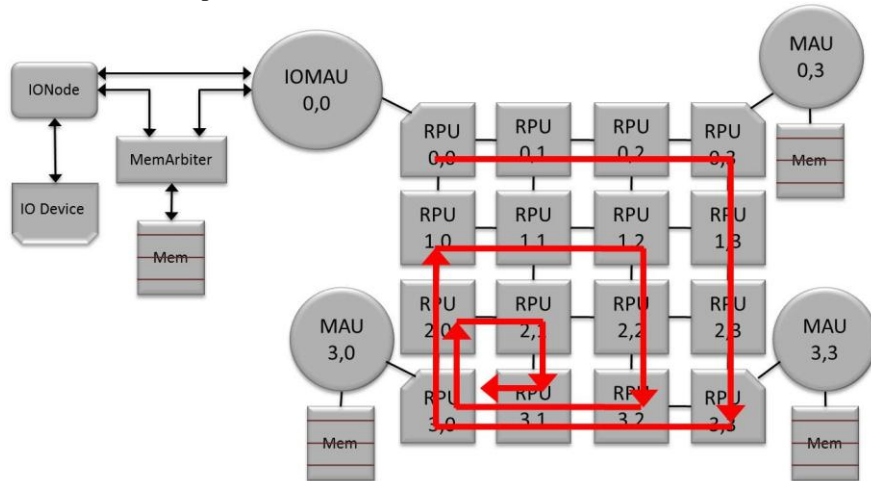 IONode
IO Device
MemArbiter
Mem
IOMAU
0,0
MAU
0,3
Mem
RPU
0,0
RPU
0,1
RPU
0,2
RPU
0,3
RPU
1,0
RPU
1,1
RPU
1,2
RPU
1,3
RPU
2,0
RPU
2,1
RPU
2,2
RPU
2,3
RPU
3,0
RPU
3,1
RPU
3,2
RPU
3,3
MAU
3,0
Mem
MAU
3,3
Mem